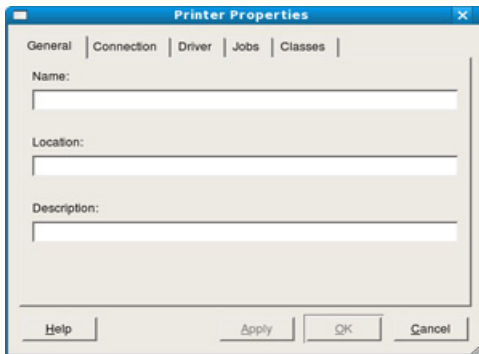 Printer Properties
General Connection Driver Jobs Classes
Name:
Location:
Description:
Help Apply OK Cancel